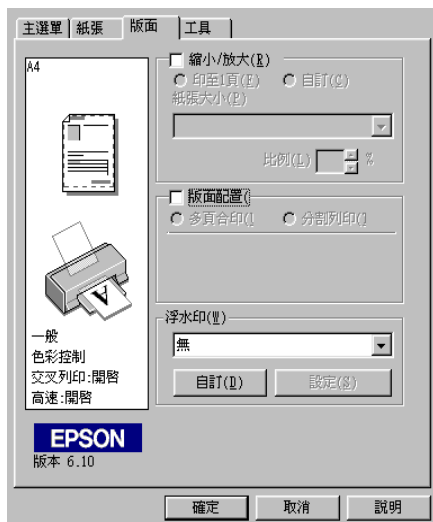 主選單 紙張 版面 工具
A4
縮小/放大(R)
印至1頁(F) 自訂(C)
紙張大小(P)
比例(L) %
版面配置(
多頁合印( 分割列印(
浮水印(W)
無
自訂(D) 設定(S)
一般
色彩控制
交叉列印:開啓
高速:開啓
EPSON
版本 6.10
確定 取消 說明